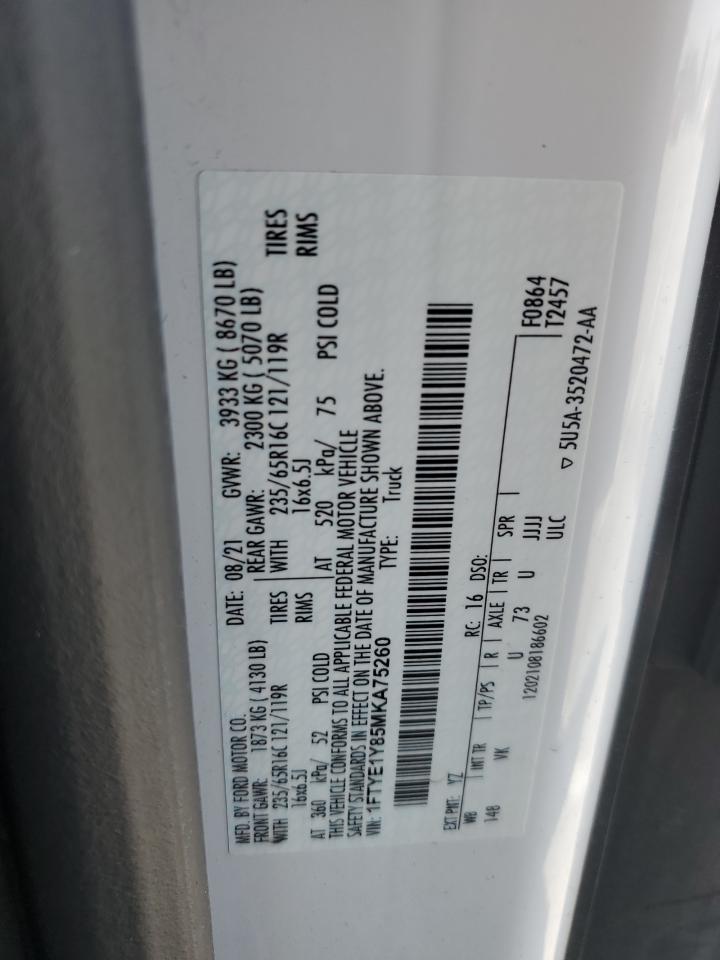 MFD. BY FORD MOTOR CO. DATE: 08/21 GVWR: 3933 KG ( 8670 LB)
FRONT GAWR: 1873 KG ( 4130 LB) REAR GAWR: 2300 KG ( 5070 LB)
WITH 235/65R16C 121/119R TIRES WITH 235/65R16C 121/119R TIRES
16x6.5J RIMS 16x6.5J RIMS
AT 360 kPa/ 52 PSI COLD AT 520 kPa/ 75 PSI COLD
THIS VEHICLE CONFORMS TO ALL APPLICABLE FEDERAL MOTOR VEHICLE
SAFETY STANDARDS IN EFFECT ON THE DATE OF MANUFACTURE SHOWN ABOVE.
VIN: 1FTYE1Y85MKA75260 TYPE: Truck
EXT PNT: YZ RC: 16 DSO:
WB INT TR TP/PS R AXLE TR SPR F0864
148 VK U 73 U JJJJ T2457
1202108186602 ULC
▽ 5U5A-3520472-AA